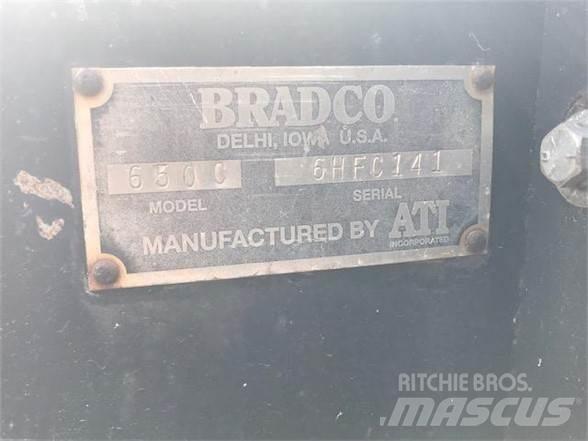 BRADCO
DELHI, IOWA U.S.A.
650C 6HFC141
MODEL SERIAL
MANUFACTURED BY ATI
INCORPORATED
RITCHIE BROS.
MASCUS